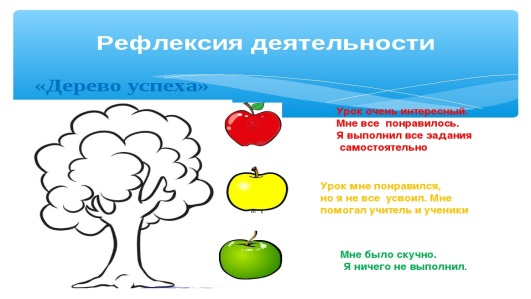 Рефлексия деятельности
«Дерево успеха»
Урок очень интересный.
Мне все понравилось.
Я выполнил все задания
самостоятельно
Урок мне понравился,
но я не все усвоил. Мне
помогал учитель и ученики
Мне было скучно.
Я ничего не выполнил.